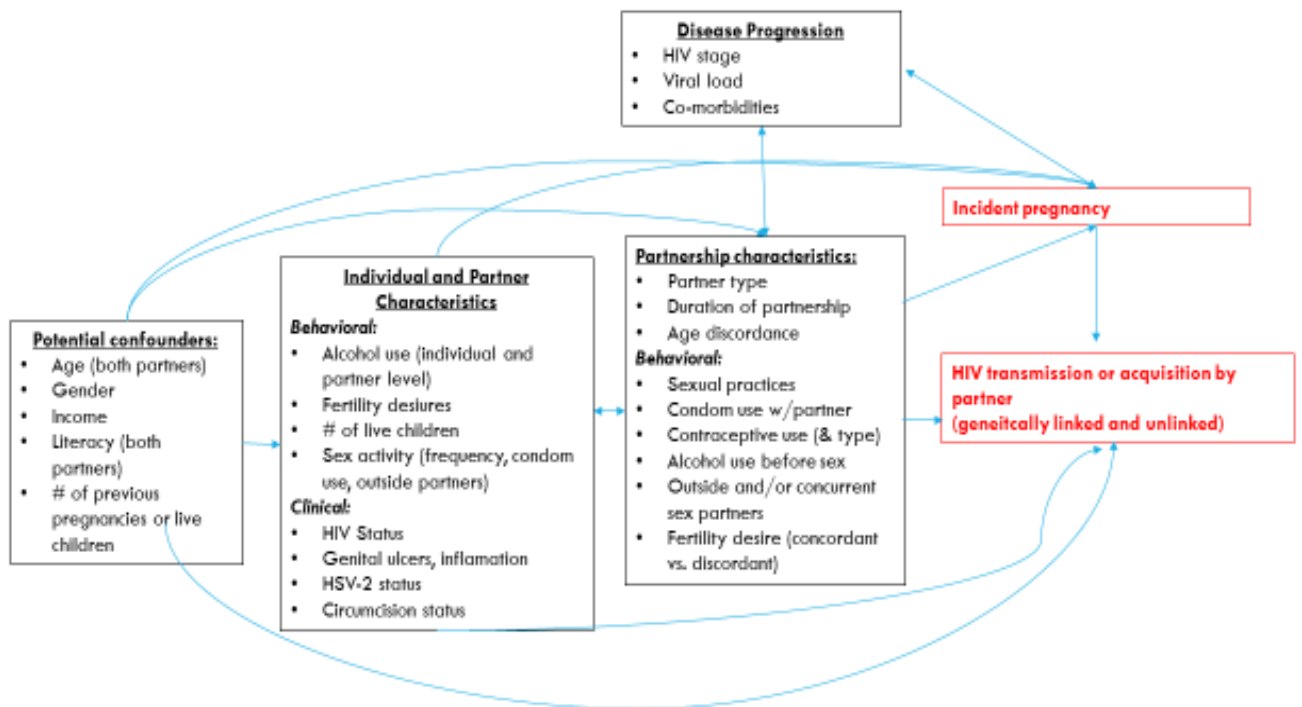 Disease Progression
• HIV stage
• Viral load
• Co-morbidities
Incident pregnancy
Partnership characteristics:
• Partner type
• Duration of partnership
• Age discordance
Behavioral:
• Sexual practices
• Condom use w/partner
• Contraceptive use (& type)
• Alcohol use before sex
• Outside and/or concurrent
sex partners
• Fertility desire (concordant
vs. discordant)
Individual and Partner
Characteristics
Behavioral:
• Alcohol use (individual and
partner level)
• Fertility desiures
• # of live children
• Sex activity (frequency, condom
use, outside partners)
Clinical:
• HIV Status
• Genital ulcers, inflamation
• HSV-2 status
• Circumcision status
Potential confounders:
• Age (both partners)
• Gender
• Income
• Literacy (both
partners)
• # of previous
pregnancies or live
children
HIV transmission or acquisition by
partner
(geneitcally linked and unlinked)